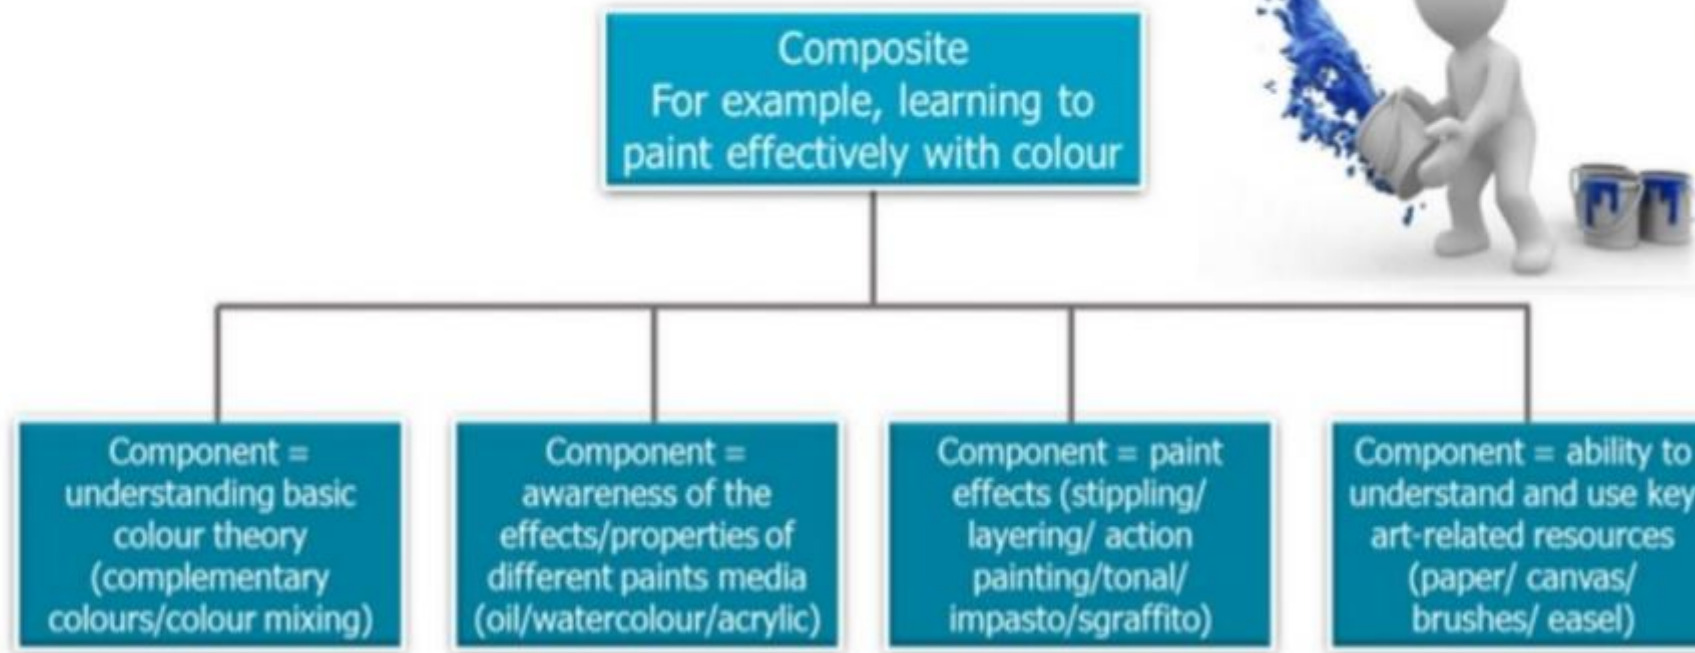 Composite
For example, learning to
paint effectively with colour
Component =
understanding basic
colour theory
(complementary
colours/colour mixing)
Component =
awareness of the
effects/properties of
different paints media
(oil/watercolour/acrylic)
Component = paint
effects (stippling/
layering/ action
painting/tonal/
impasto/sgraffito)
Component = ability to
understand and use key
art-related resources
(paper/ canvas/
brushes/ easel)